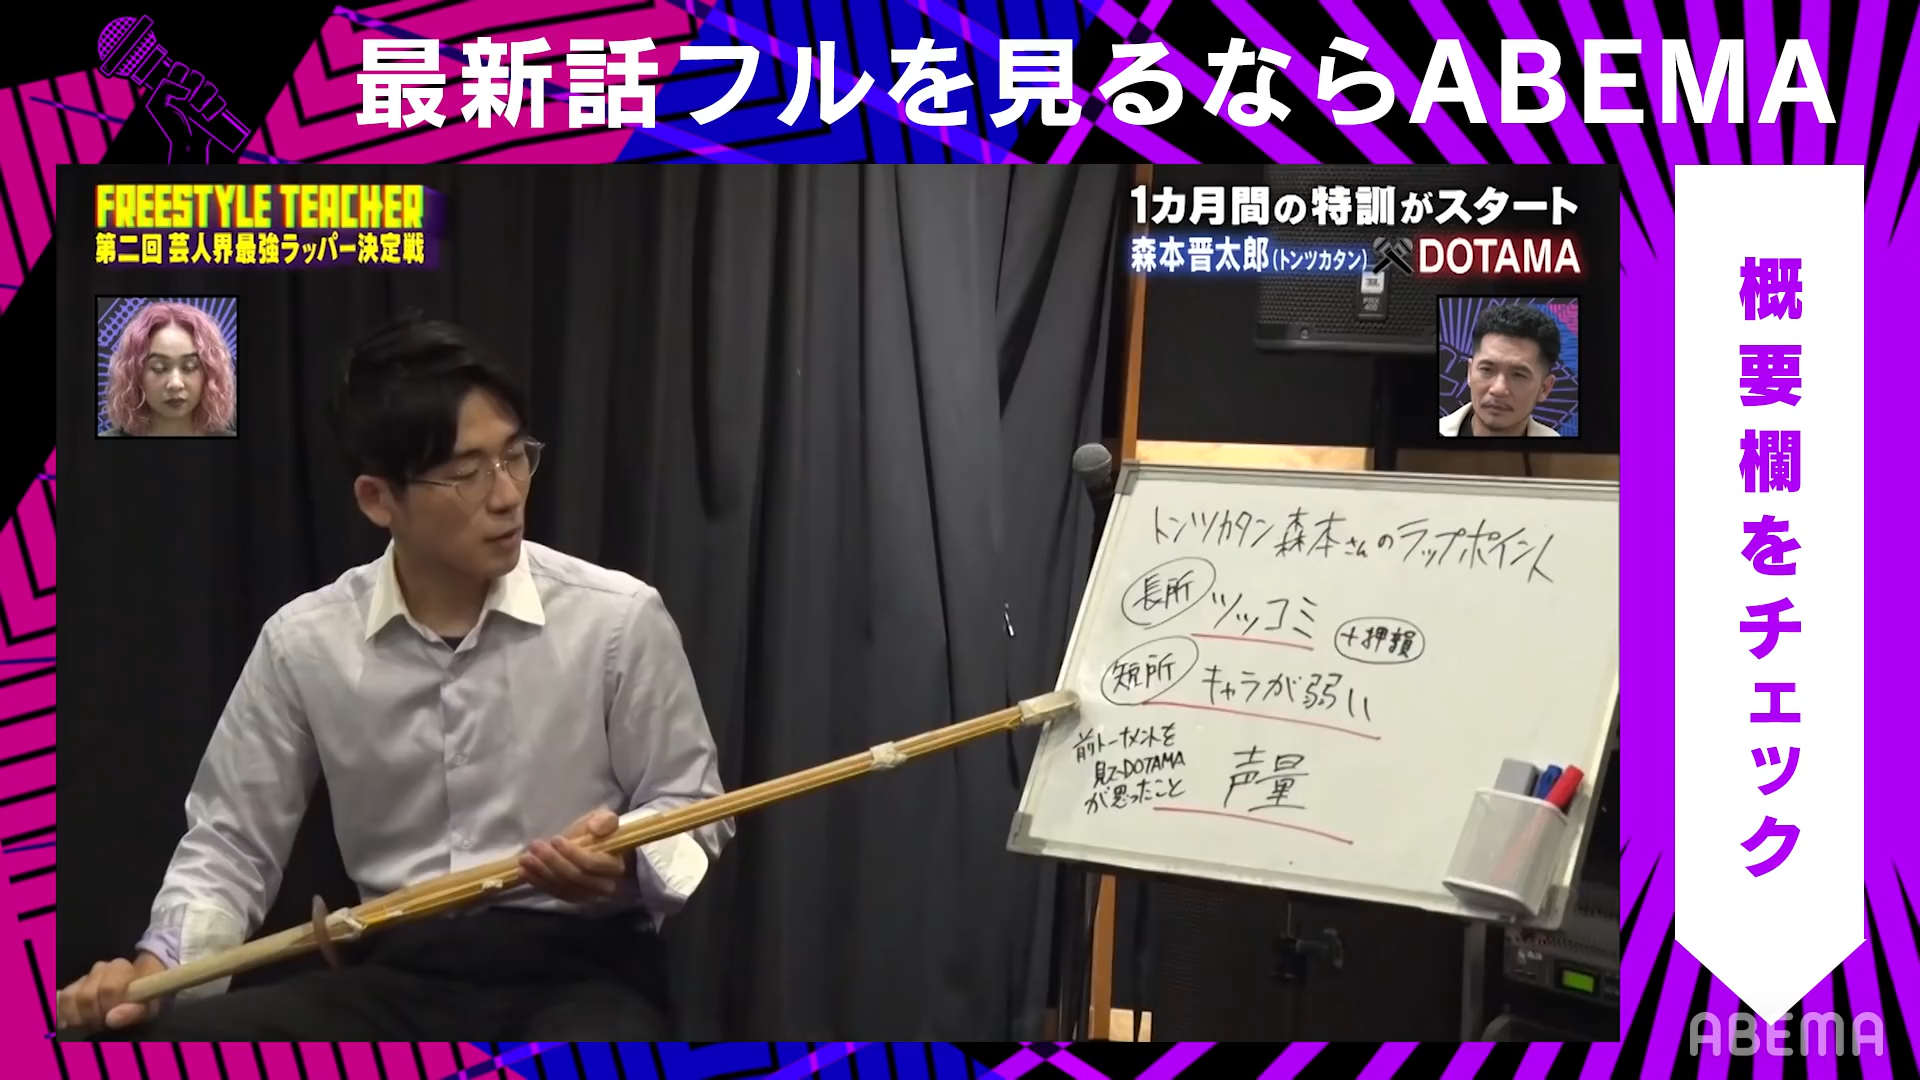 最新話フルを見るならABEMA
FREESTYLE TEACHER
第二回 芸人界最強ラッパー決定戦
1カ月間の特訓がスタート
森本晋太郎(トンツカタン) DOTAMA
概要欄をチェック
JBL
PRX
400
トンツカタン森本さんのラップポイント
長所 ツッコミ +押韻
短所 キャラが弱い
前トーナメントを
見てDOTAMA
が思ったこと
声量
ABEMA